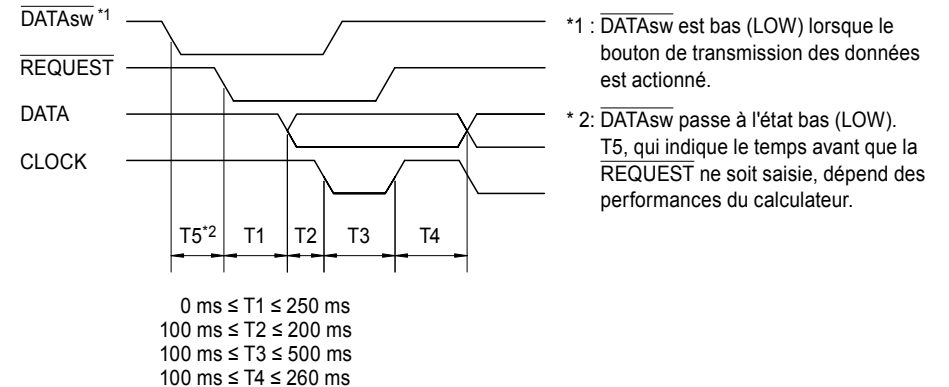 DATAsw *1
REQUEST
DATA
CLOCK
T5*2 T1 T2 T3 T4
0 ms ≤ T1 ≤ 250 ms
100 ms ≤ T2 ≤ 200 ms
100 ms ≤ T3 ≤ 500 ms
100 ms ≤ T4 ≤ 260 ms
*1 : DATAsw est bas (LOW) lorsque le
bouton de transmission des données
est actionné.
* 2: DATAsw passe à l'état bas (LOW).
T5, qui indique le temps avant que la
REQUEST ne soit saisie, dépend des
performances du calculateur.